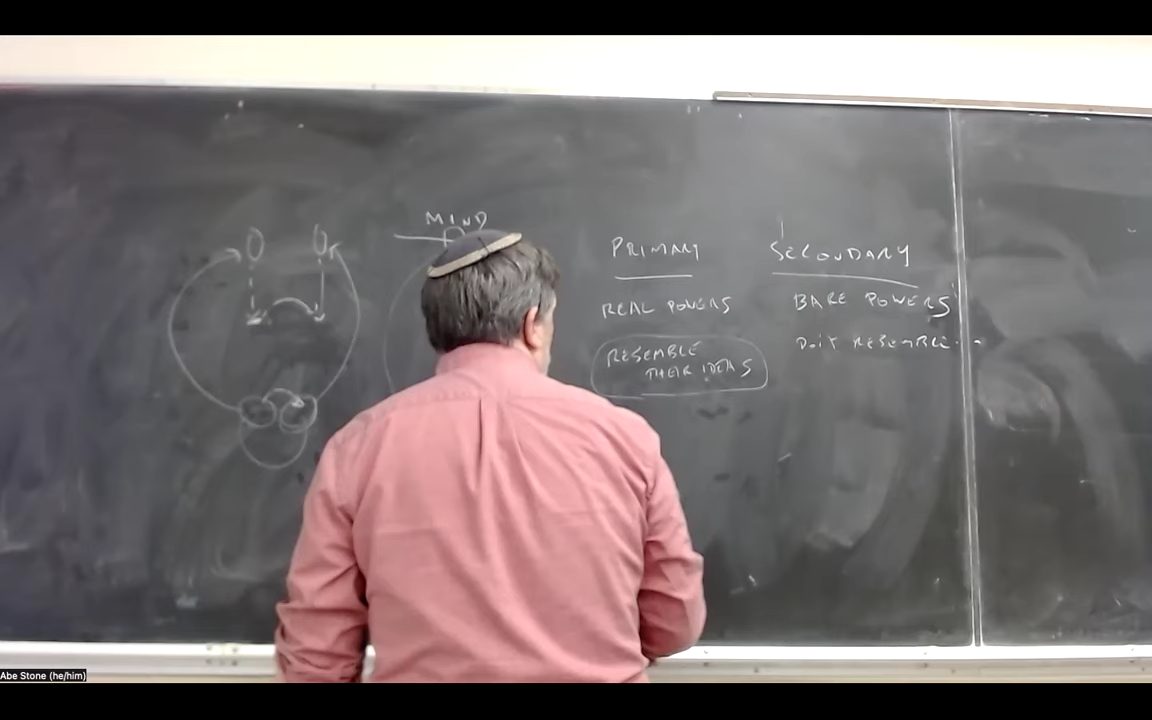 MIND
PRIMARY
SECONDARY
REAL POWERS
BARE POWERS
RESEMBLE
THEIR IDEAS
DON'T RESEMBLE...
Abe Stone (he/him)